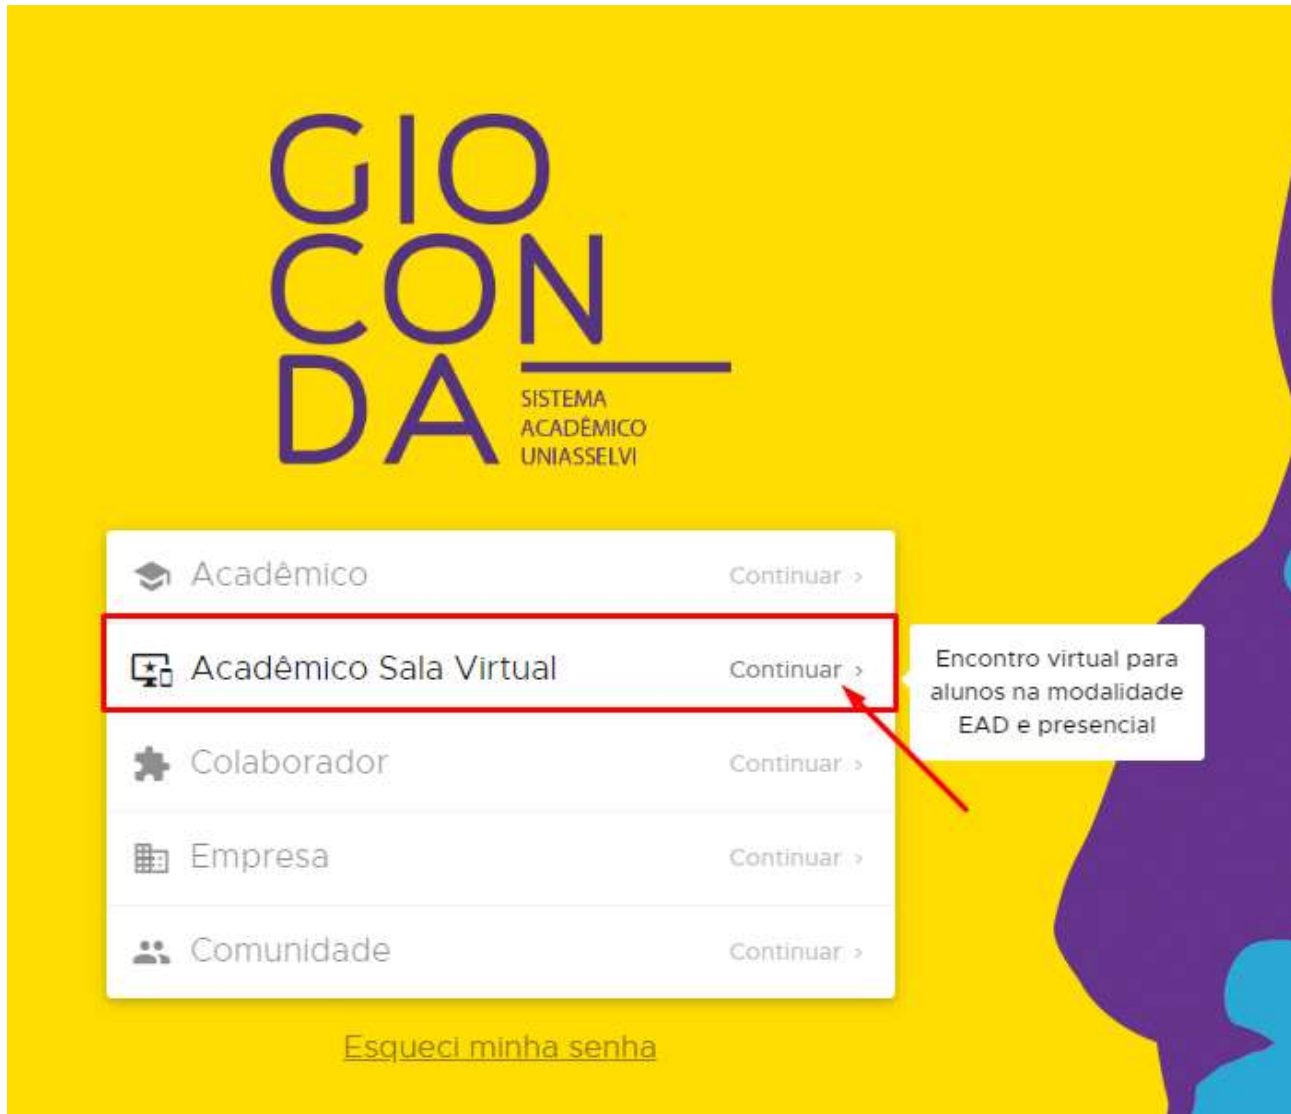 GIO
CON
DA
SISTEMA
ACADÊMICO
UNIASSELVI
Acadêmico Continuar ›
Acadêmico Sala Virtual Continuar ›
Encontro virtual para
alunos na modalidade
EAD e presencial
Colaborador Continuar ›
Empresa Continuar ›
Comunidade Continuar ›
Esqueci minha senha